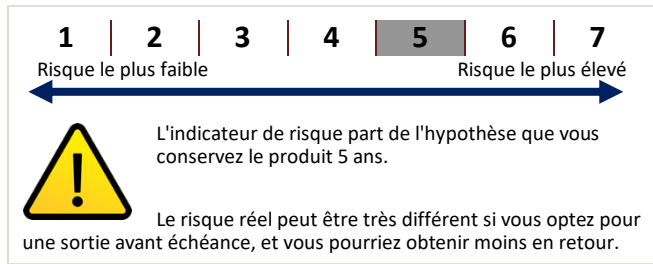 1 2 3 4 5 6 7
Risque le plus faible Risque le plus élevé
L'indicateur de risque part de l'hypothèse que vous
conservez le produit 5 ans.
Le risque réel peut être très différent si vous optez pour
une sortie avant échéance, et vous pourriez obtenir moins en retour.